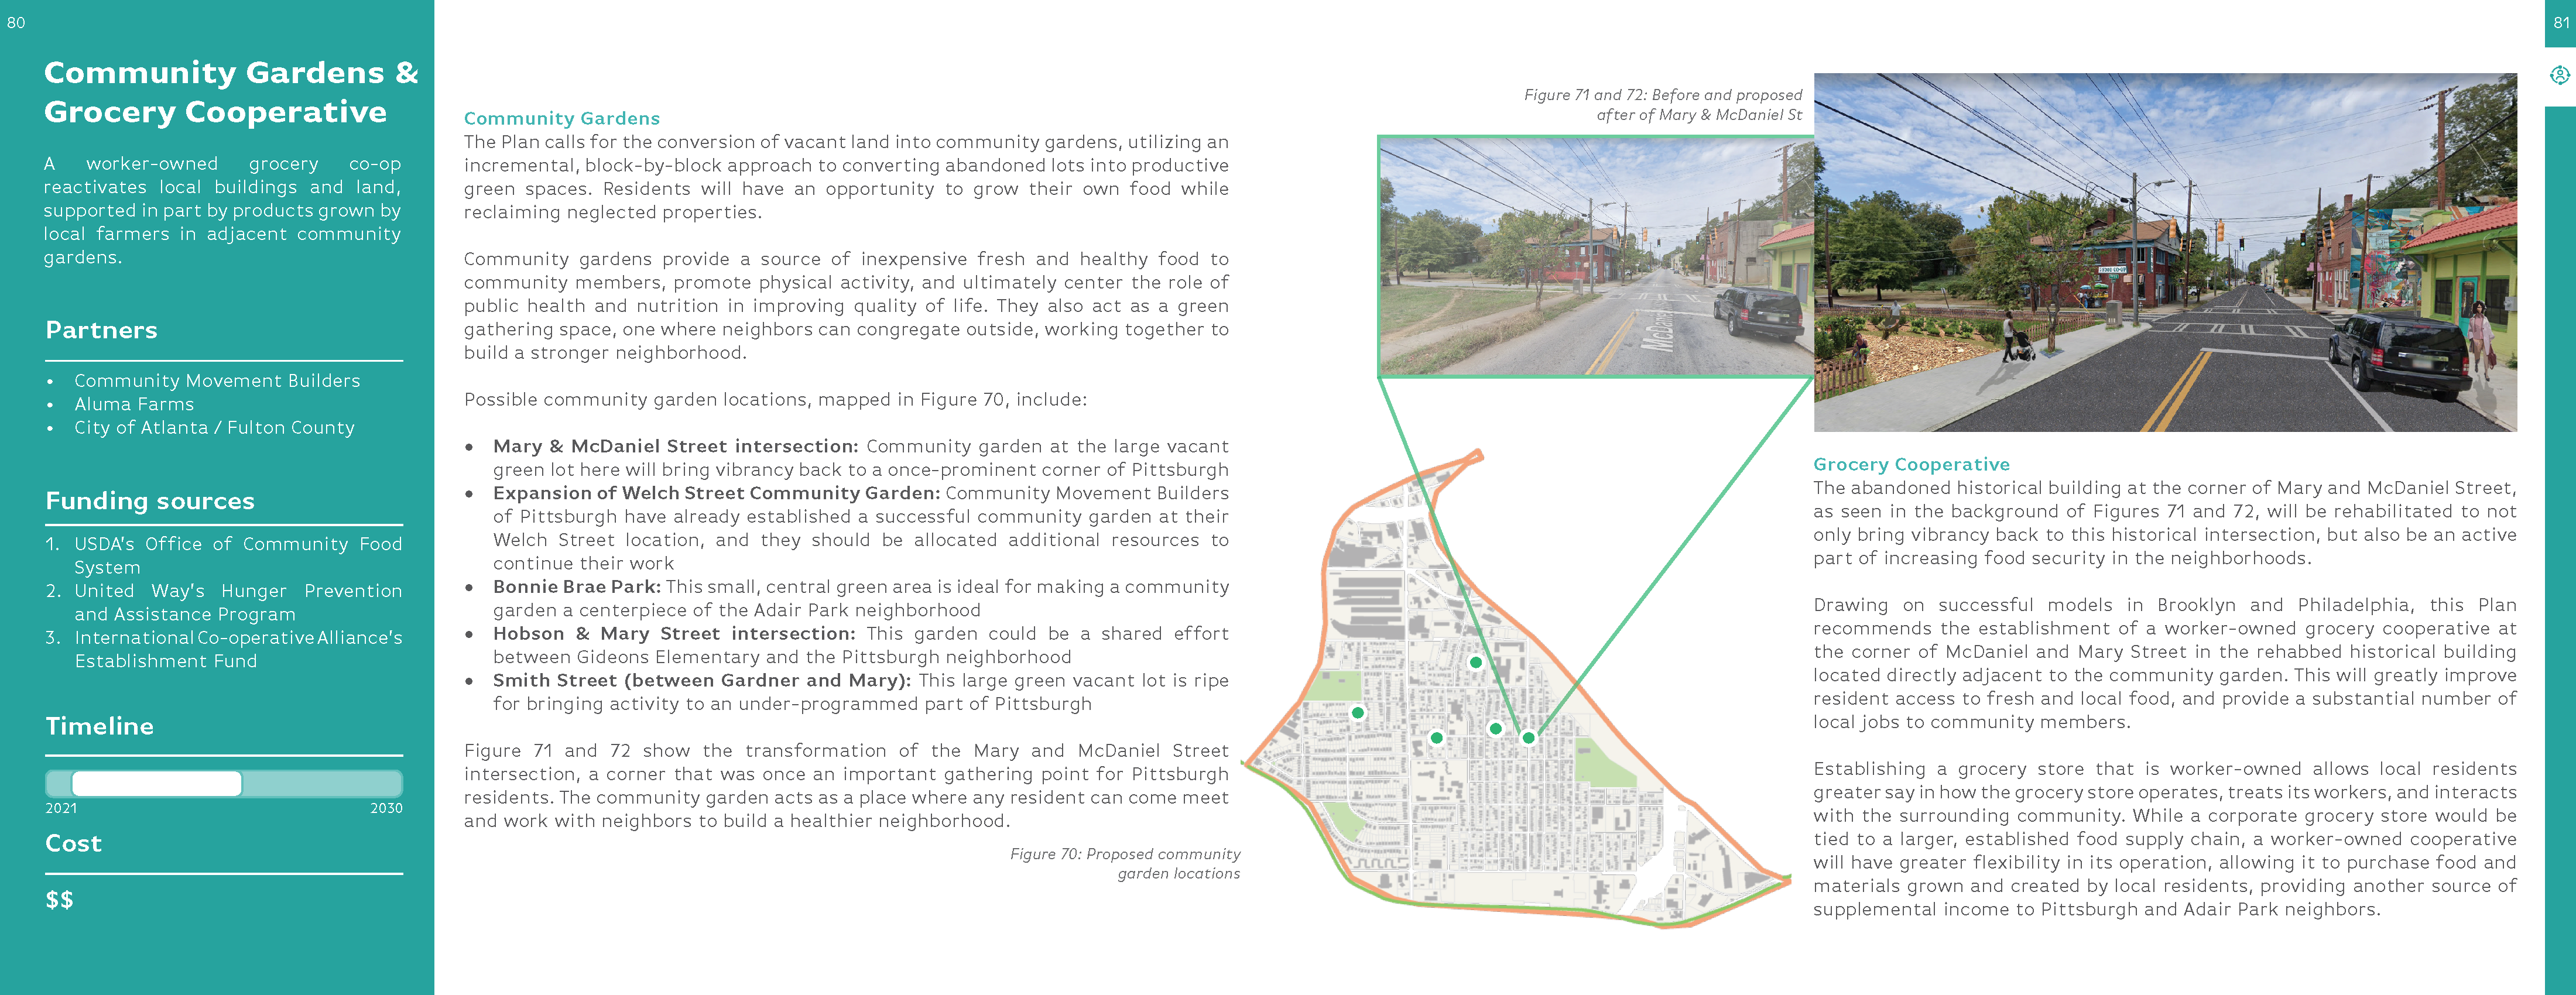 80
Community Gardens &
Grocery Cooperative
A worker-owned grocery co-op
reactivates local buildings and land,
supported in part by products grown by
local farmers in adjacent community
gardens.
Partners
• Community Movement Builders
• Aluma Farms
• City of Atlanta / Fulton County
Funding sources
1. USDA's Office of Community Food
System
2. United Way's Hunger Prevention
and Assistance Program
3. International Co-operative Alliance's
Establishment Fund
Timeline
2021 2030
Cost
$$
Community Gardens
The Plan calls for the conversion of vacant land into community gardens, utilizing an
incremental, block-by-block approach to converting abandoned lots into productive
green spaces. Residents will have an opportunity to grow their own food while
reclaiming neglected properties.
Community gardens provide a source of inexpensive fresh and healthy food to
community members, promote physical activity, and ultimately center the role of
public health and nutrition in improving quality of life. They also act as a green
gathering space, one where neighbors can congregate outside, working together to
build a stronger neighborhood.
Possible community garden locations, mapped in Figure 70, include:
• Mary & McDaniel Street intersection: Community garden at the large vacant
green lot here will bring vibrancy back to a once-prominent corner of Pittsburgh
• Expansion of Welch Street Community Garden: Community Movement Builders
of Pittsburgh have already established a successful community garden at their
Welch Street location, and they should be allocated additional resources to
continue their work
• Bonnie Brae Park: This small, central green area is ideal for making a community
garden a centerpiece of the Adair Park neighborhood
• Hobson & Mary Street intersection: This garden could be a shared effort
between Gideons Elementary and the Pittsburgh neighborhood
• Smith Street (between Gardner and Mary): This large green vacant lot is ripe
for bringing activity to an under-programmed part of Pittsburgh
Figure 71 and 72 show the transformation of the Mary and McDaniel Street
intersection, a corner that was once an important gathering point for Pittsburgh
residents. The community garden acts as a place where any resident can come meet
and work with neighbors to build a healthier neighborhood.
Figure 70: Proposed community
garden locations
Figure 71 and 72: Before and proposed
after of Mary & McDaniel St
81
Grocery Cooperative
The abandoned historical building at the corner of Mary and McDaniel Street,
as seen in the background of Figures 71 and 72, will be rehabilitated to not
only bring vibrancy back to this historical intersection, but also be an active
part of increasing food security in the neighborhoods.
Drawing on successful models in Brooklyn and Philadelphia, this Plan
recommends the establishment of a worker-owned grocery cooperative at
the corner of McDaniel and Mary Street in the rehabbed historical building
located directly adjacent to the community garden. This will greatly improve
resident access to fresh and local food, and provide a substantial number of
local jobs to community members.
Establishing a grocery store that is worker-owned allows local residents
greater say in how the grocery store operates, treats its workers, and interacts
with the surrounding community. While a corporate grocery store would be
tied to a larger, established food supply chain, a worker-owned cooperative
will have greater flexibility in its operation, allowing it to purchase food and
materials grown and created by local residents, providing another source of
supplemental income to Pittsburgh and Adair Park neighbors.